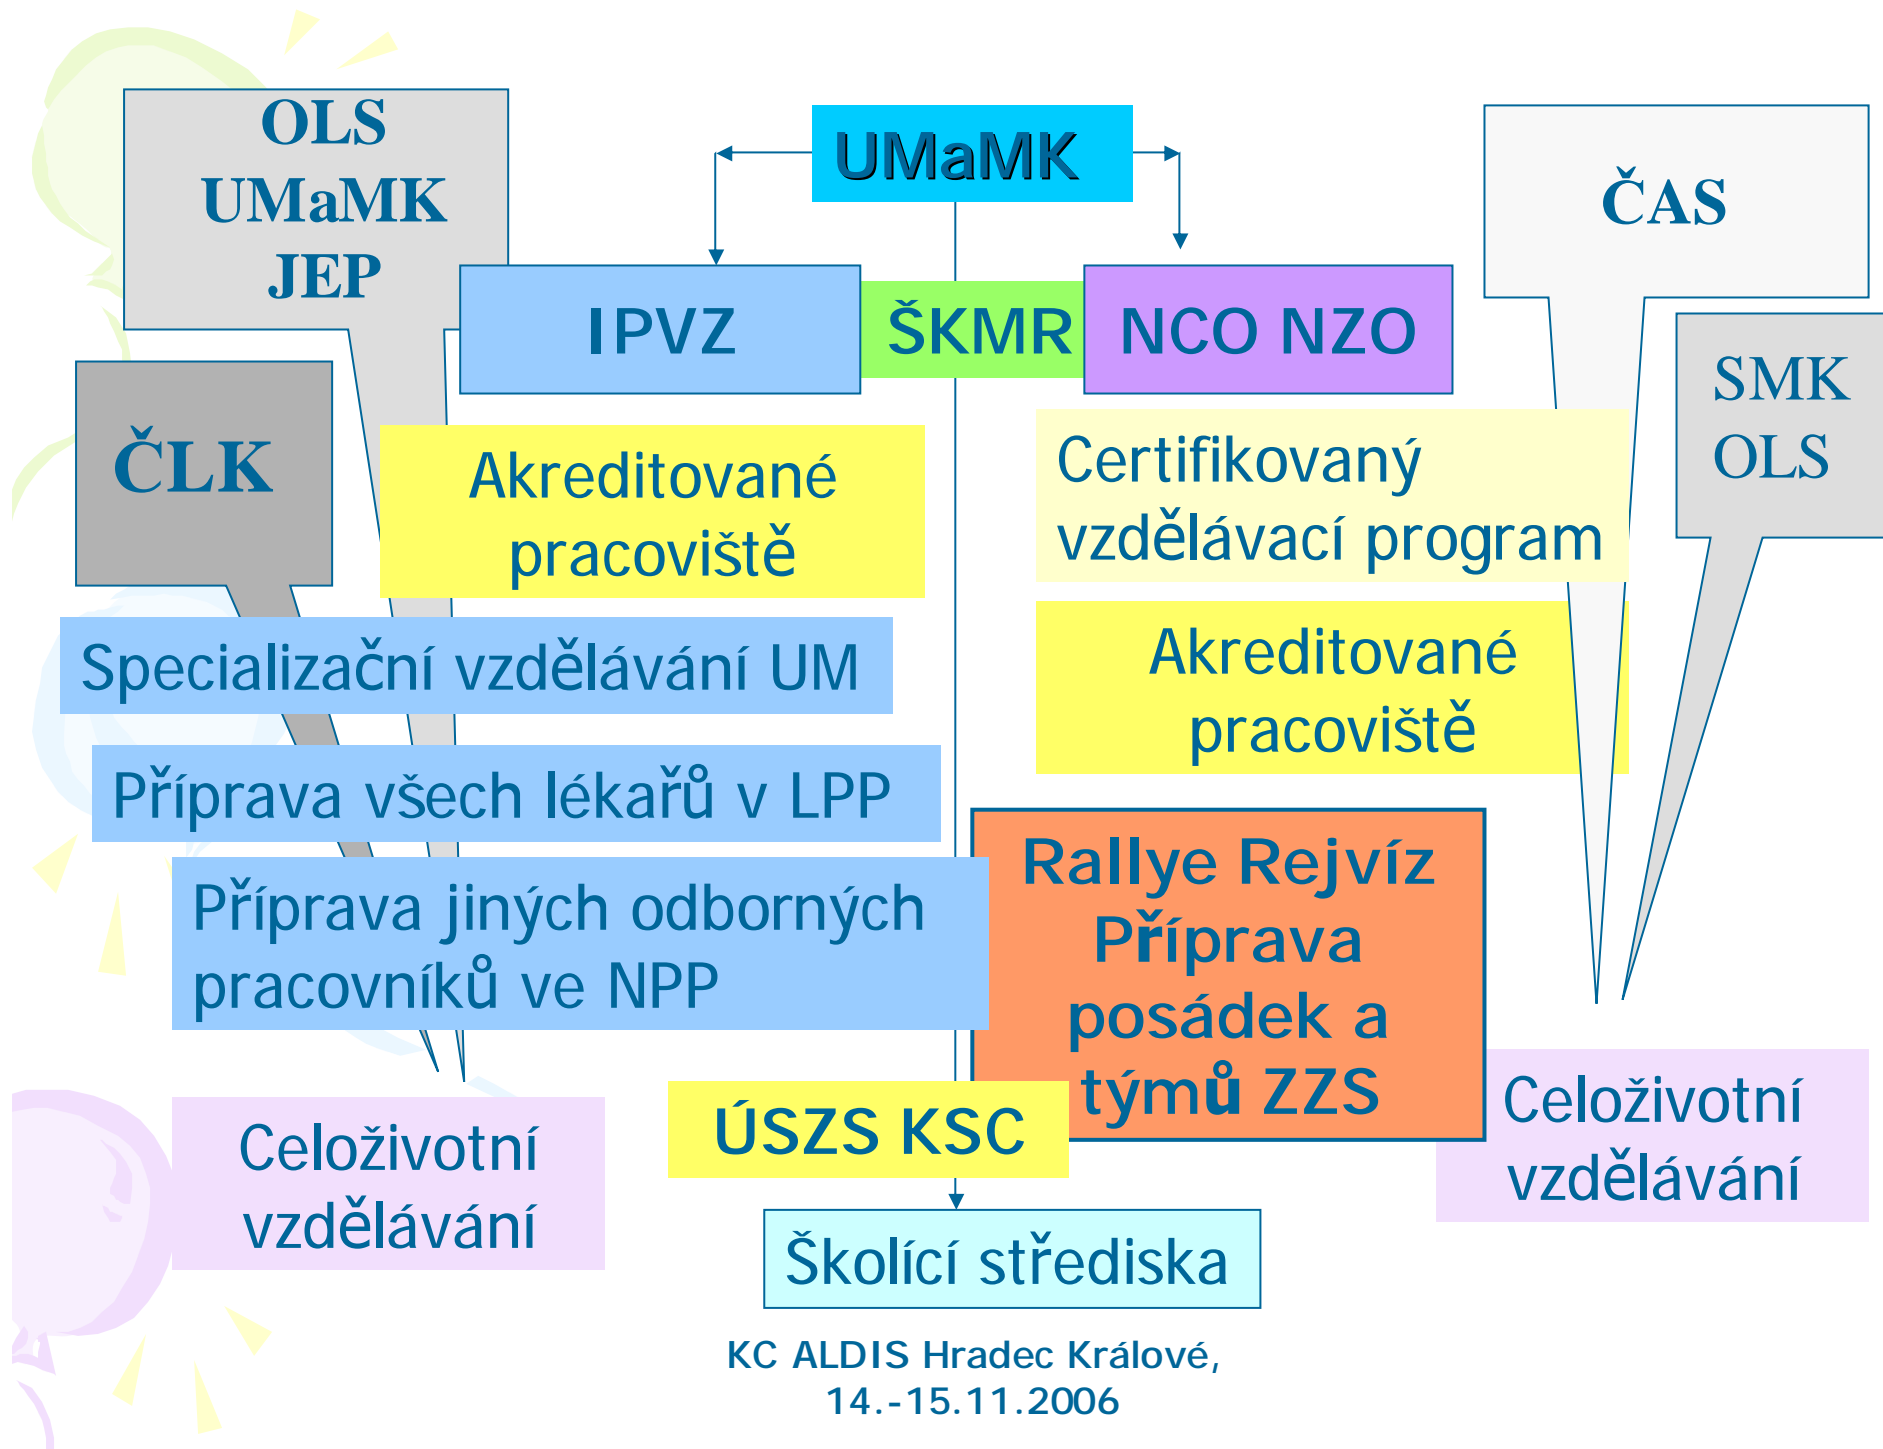 OLS
UMaMK
JEP
UMaMK
ČAS
IPVZ
ŠKMR
NCO NZO
SMK
OLS
ČLK
Akreditované
pracoviště
Certifikovaný
vzdělávací program
Specializační vzdělávání UM
Akreditované
pracoviště
Příprava všech lékařů v LPP
Rallye Rejvíz
Příprava
posádek a
týmů ZZS
Příprava jiných odborných
pracovníků ve NPP
ÚSZS KSC
Celoživotní
vzdělávání
Celoživotní
vzdělávání
Školící střediska
KC ALDIS Hradec Králové,
14.-15.11.2006